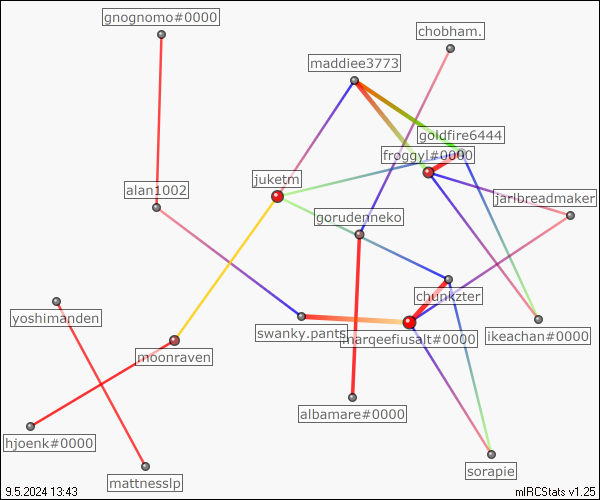 gnognomo#0000
chobham.
maddiee3773
goldfire6444
froggyl#0000
juketm
alan1002
jarlbreadmaker
gorudenneko
chunkzter
yoshimanden
swanky.pants
marqeefiusalt#0000
ikeachan#0000
moonraven
albamare#0000
hjoenk#0000
sorapie
mattnesslp
9.5.2024 13:43
mIRCStats v1.25